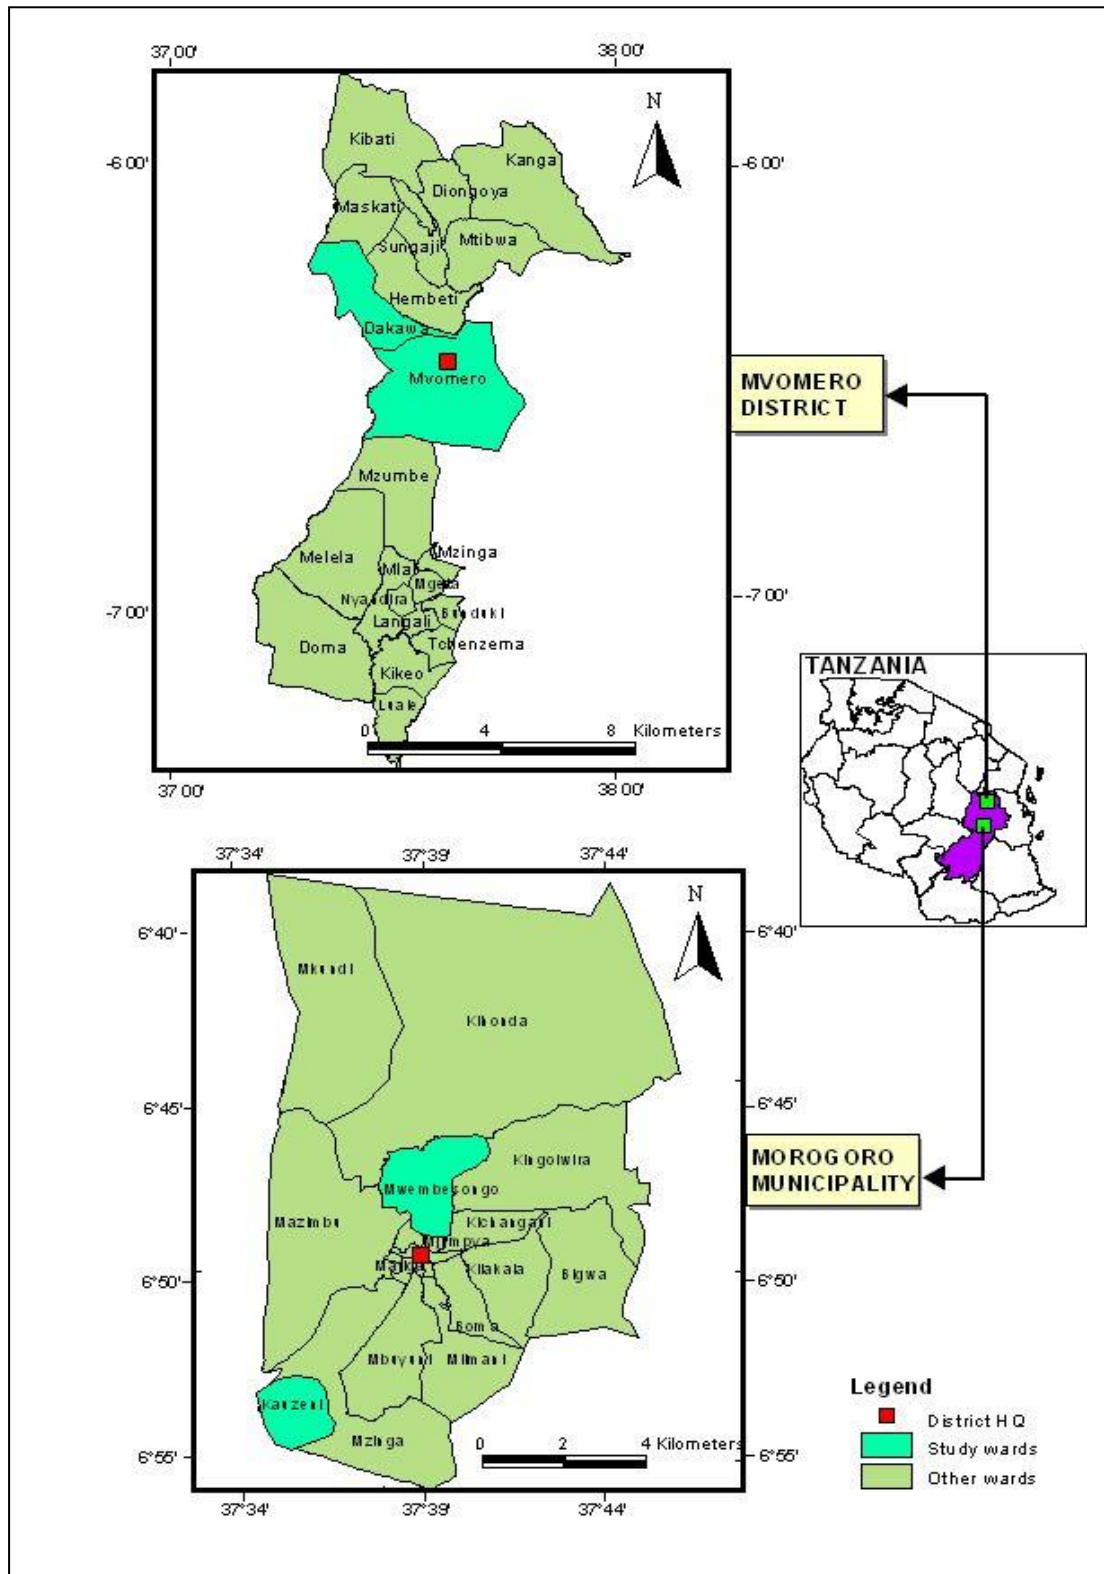 37 00'
38 00'
N
-6 00'
-6 00'
Kibati
Kanga
Diongoya
Maskati
Sungaji
Mtibwa
Hembeti
Dakawa
Mvomero
MVOMERO
DISTRICT
Mzumbe
Melela
Mzinga
Mlali
Mgeta
Nyandira
Bunduki
-7 00'
-7 00'
Langali
Doma
Tchenzema
Kikeo
Luale
0 4 8 Kilometers
37 00'
38 00'
TANZANIA
37°34'
37°39'
37°44'
N
6°40'
6°40'
Mkundi
Kihonda
6°45'
6°45'
Kingolwira
Mwembesongo
MOROGORO
MUNICIPALITY
Mazimbu
Kichangani
Mjimpya
Kilakala
Bigwa
6°50'
6°50'
Boma
Mbuyuni
Mlimani
Kauzeni
Mzinga
0 2 4 Kilometers
6°55'
6°55'
37°34'
37°39'
37°44'
Legend
District HQ
Study wards
Other wards